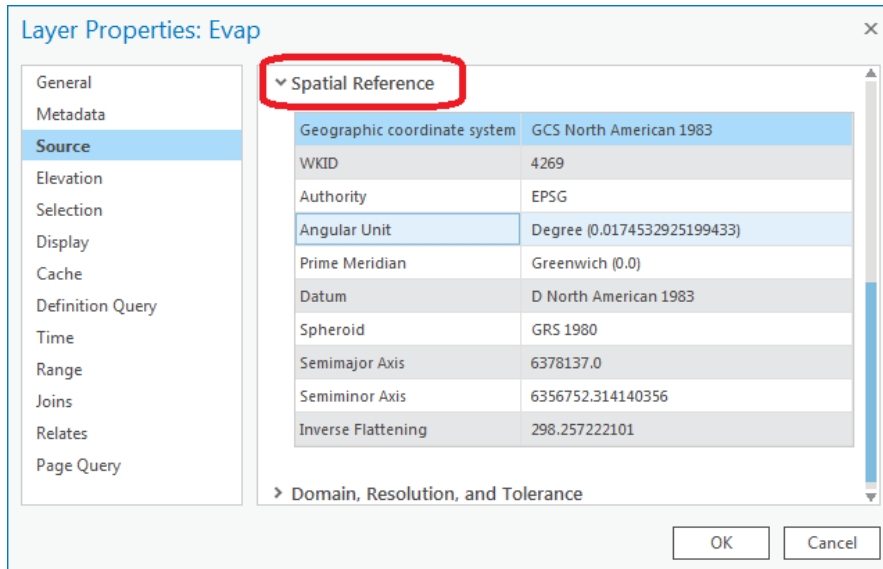 Layer Properties: Evap
General
Metadata
Source
Elevation
Selection
Display
Cache
Definition Query
Time
Range
Joins
Relates
Page Query
Spatial Reference
Geographic coordinate system GCS North American 1983
WKID 4269
Authority EPSG
Angular Unit Degree (0.0174532925199433)
Prime Meridian Greenwich (0.0)
Datum D North American 1983
Spheroid GRS 1980
Semimajor Axis 6378137.0
Semiminor Axis 6356752.314140356
Inverse Flattening 298.257222101
Domain, Resolution, and Tolerance
OK Cancel